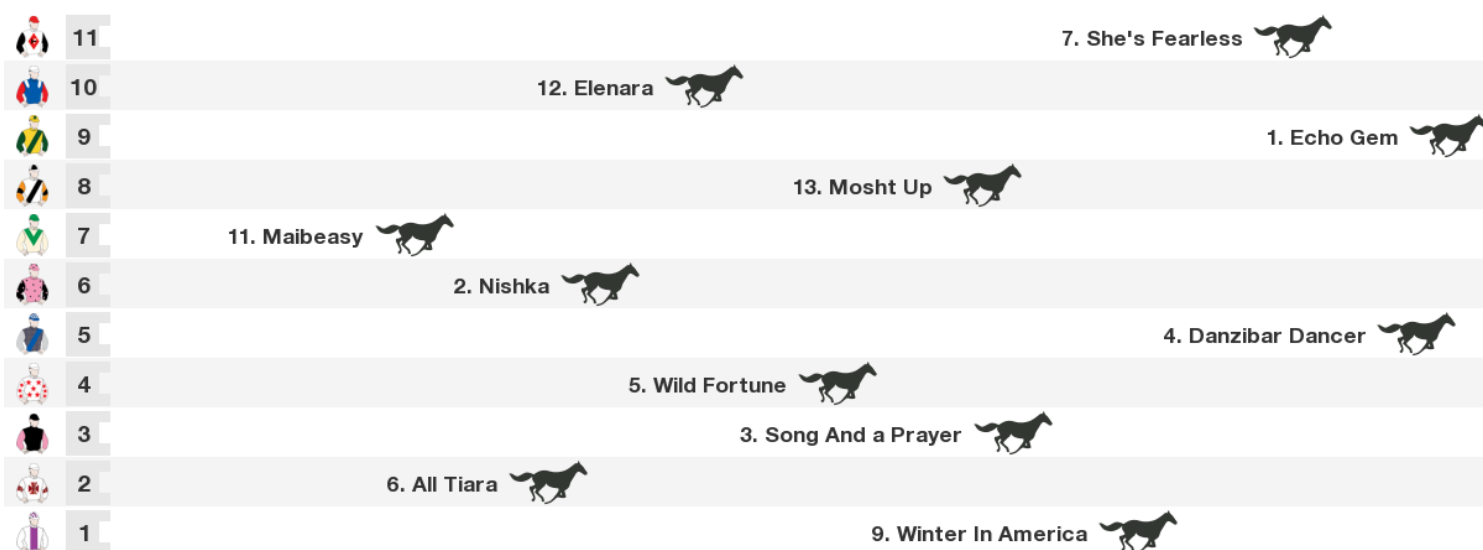 11 7. She's Fearless
10 12. Elenara
9 1. Echo Gem
8 13. Mosht Up
7 11. Maibeasy
6 2. Nishka
5 4. Danzibar Dancer
4 5. Wild Fortune
3 3. Song And a Prayer
2 6. All Tiara
1 9. Winter In America